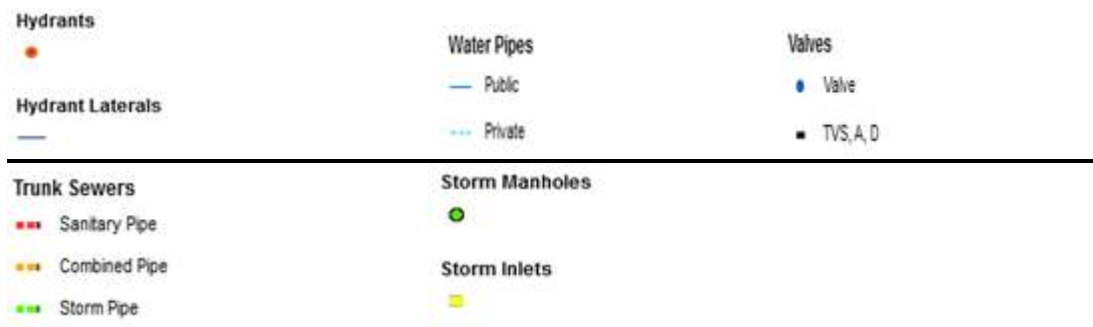 Hydrants
Hydrant Laterals
Water Pipes
Public
Private
Valves
Valve
TVS, A, D
Trunk Sewers
Sanitary Pipe
Combined Pipe
Storm Pipe
Storm Manholes
Storm Inlets